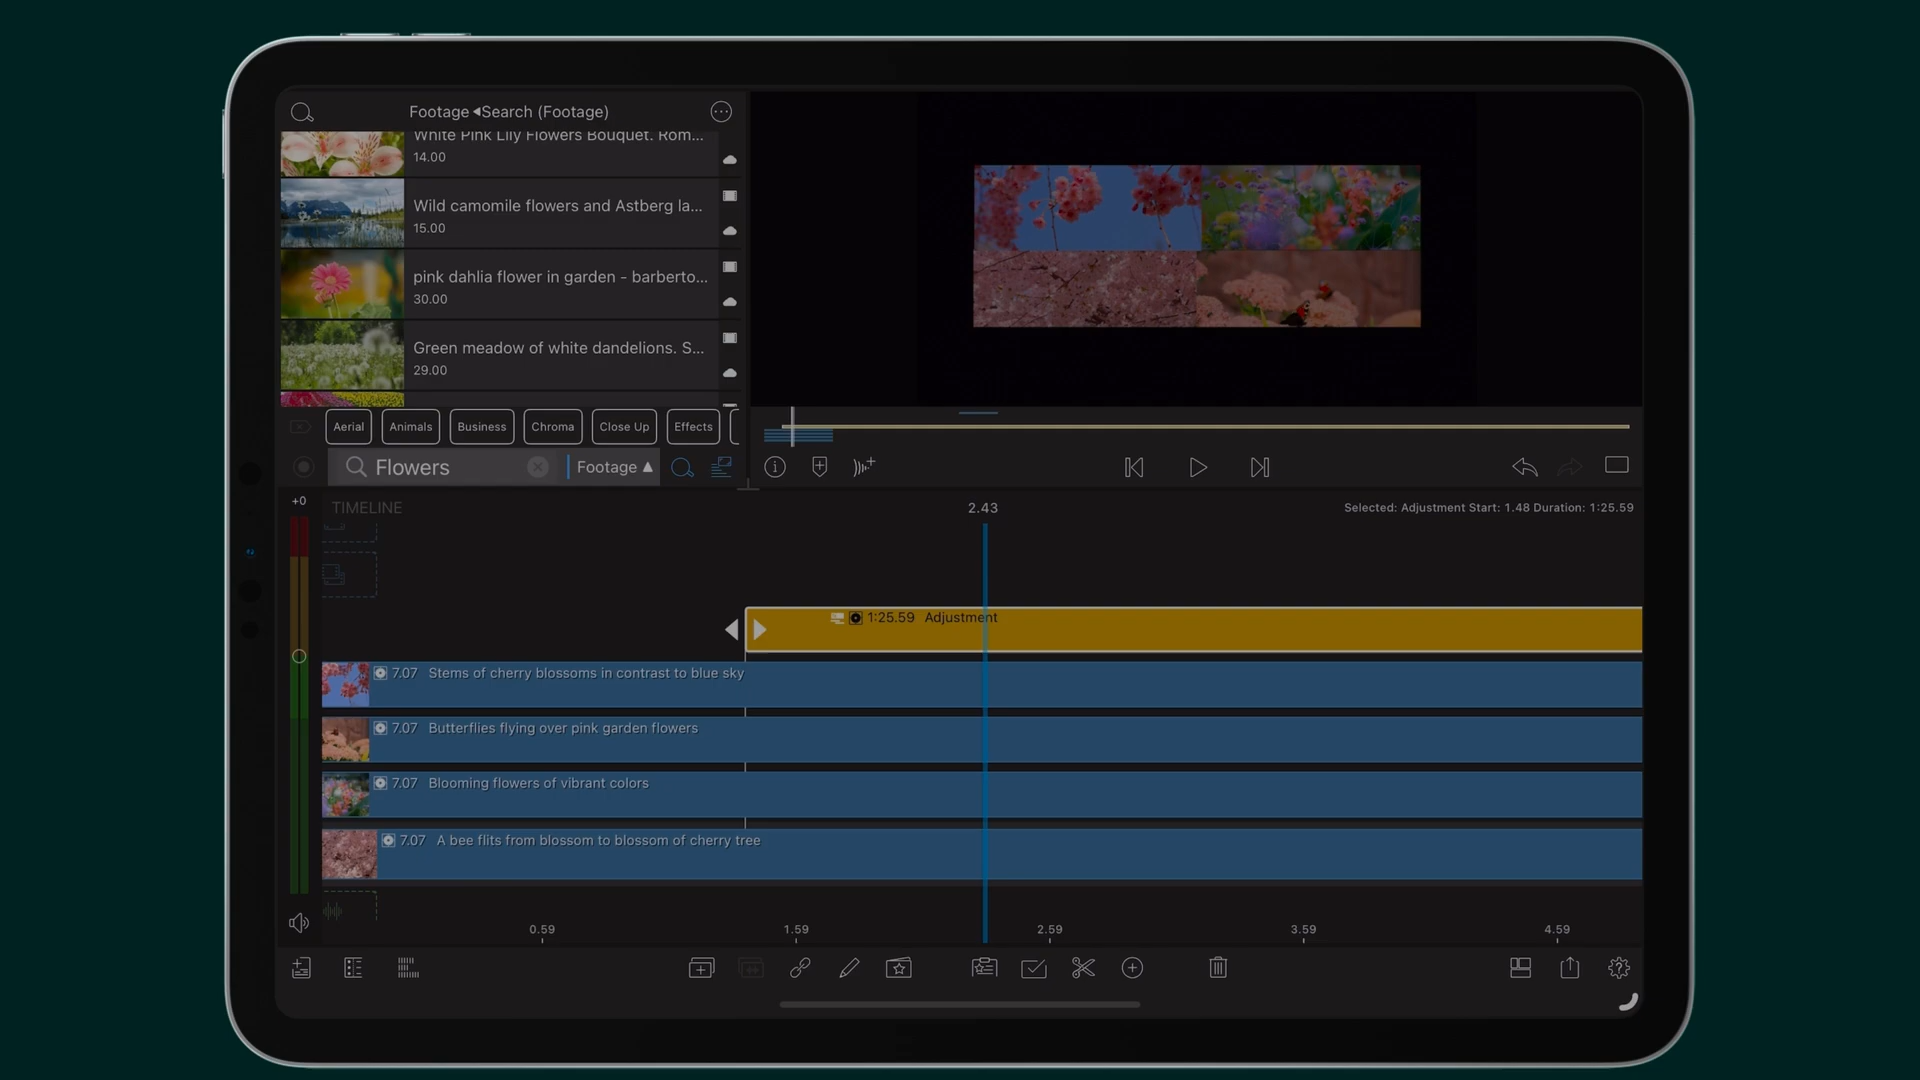 Footage ◀Search (Footage)
White Pink Lily Flowers Bouquet. Rom...
14.00
Wild camomile flowers and Astberg la...
15.00
pink dahlia flower in garden - barberto...
30.00
Green meadow of white dandelions. S...
29.00
Aerial
Animals
Business
Chroma
Close Up
Effects
Flowers
Footage ▲
+0
TIMELINE
2.43
Selected: Adjustment Start: 1.48 Duration: 1:25.59
1:25.59 Adjustment
7.07 Stems of cherry blossoms in contrast to blue sky
7.07 Butterflies flying over pink garden flowers
7.07 Blooming flowers of vibrant colors
7.07 A bee flits from blossom to blossom of cherry tree
0.59
1.59
2.59
3.59
4.59